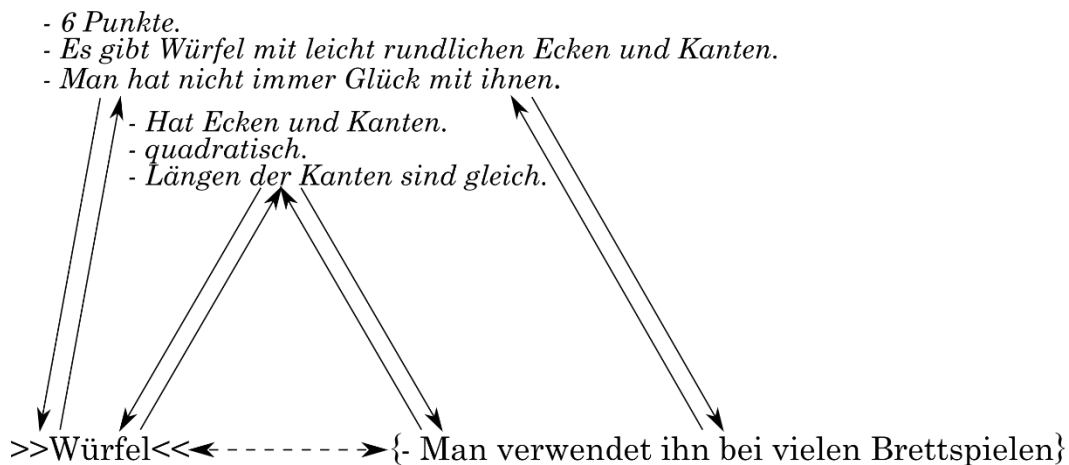 - 6 Punkte.
- Es gibt Würfel mit leicht rundlichen Ecken und Kanten.
- Man hat nicht immer Glück mit ihnen.
- Hat Ecken und Kanten.
- quadratisch.
- Längen der Kanten sind gleich.
>>Würfel<< {- Man verwendet ihn bei vielen Brettspielen}